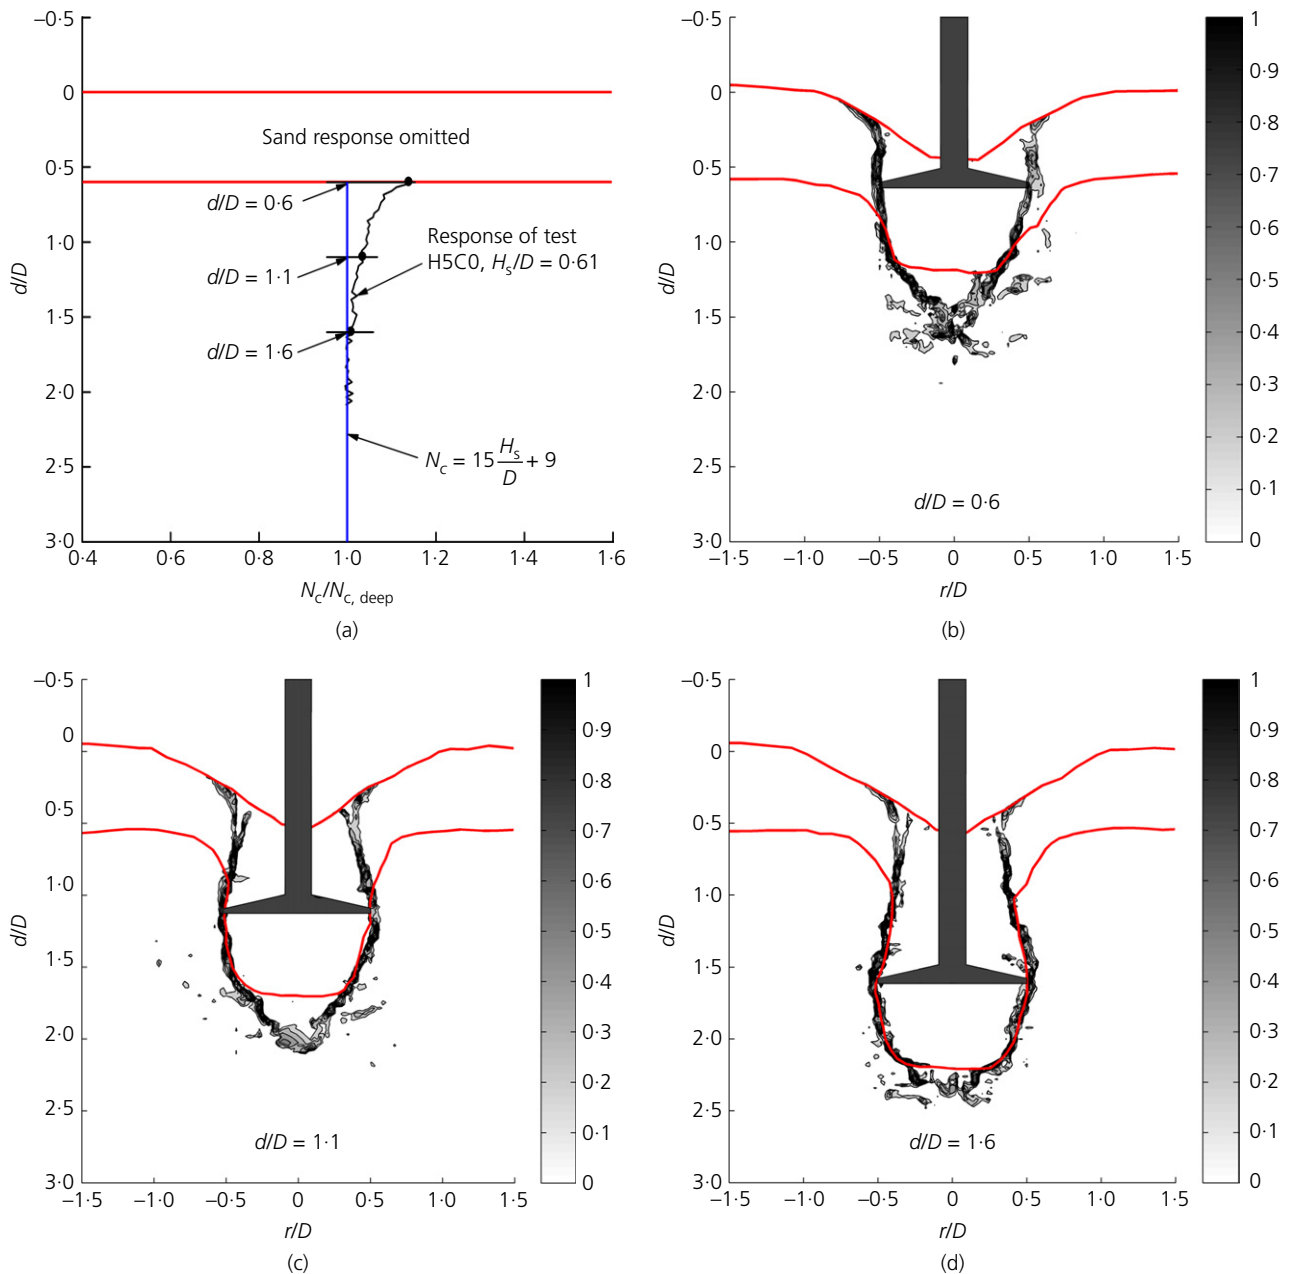 −0·5
0
0·5
1·0
1·5
2·0
2·5
3·0
d/D
Sand response omitted
d/D = 0·6
Response of test
H5C0, Hs/D = 0·61
d/D = 1·1
d/D = 1·6
Nc = 15 Hs/D + 9
0·4 0·6 0·8 1·0 1·2 1·4 1·6
Nc/Nc, deep
(a)
−0·5
0
0·5
1·0
1·5
2·0
2·5
3·0
d/D
d/D = 0·6
−1·5 −1·0 −0·5 0 0·5 1·0 1·5
r/D
1
0·9
0·8
0·7
0·6
0·5
0·4
0·3
0·2
0·1
0
(b)
−0·5
0
0·5
1·0
1·5
2·0
2·5
3·0
d/D
d/D = 1·1
−1·5 −1·0 −0·5 0 0·5 1·0 1·5
r/D
1
0·9
0·8
0·7
0·6
0·5
0·4
0·3
0·2
0·1
0
(c)
−0·5
0
0·5
1·0
1·5
2·0
2·5
3·0
d/D
d/D = 1·6
−1·5 −1·0 −0·5 0 0·5 1·0 1·5
r/D
1
0·9
0·8
0·7
0·6
0·5
0·4
0·3
0·2
0·1
0
(d)